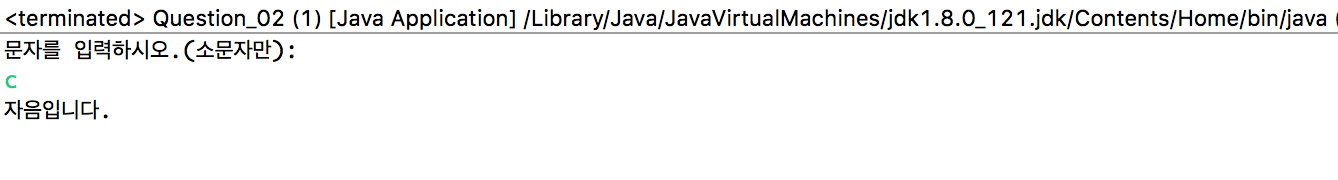 <terminated> Question_02 (1) [Java Application] /Library/Java/JavaVirtualMachines/jdk1.8.0_121.jdk/Contents/Home/bin/java (
문자를 입력하시오.(소문자만):
c
자음입니다.